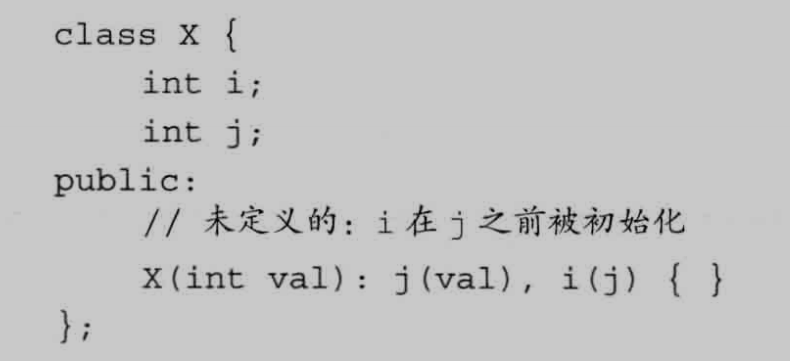 class X {
    int i;
    int j;
public:
    // 未定义的: i 在 j 之前被初始化
    X(int val): j(val), i(j) { }
};